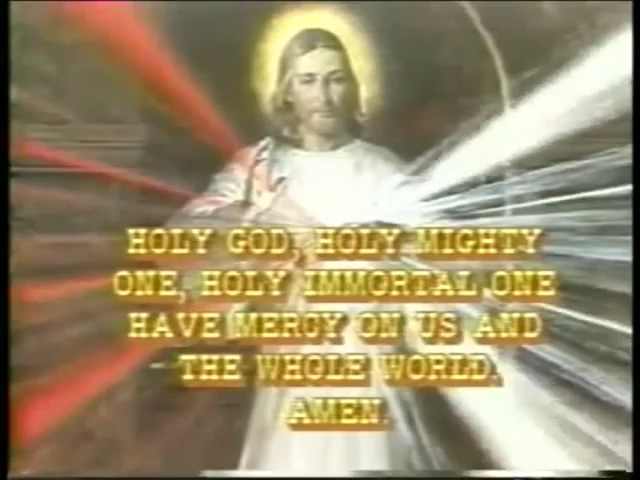 HOLY GOD, HOLY MIGHTY
ONE, HOLY IMMORTAL ONE
HAVE MERCY ON US AND
THE WHOLE WORLD.
AMEN.